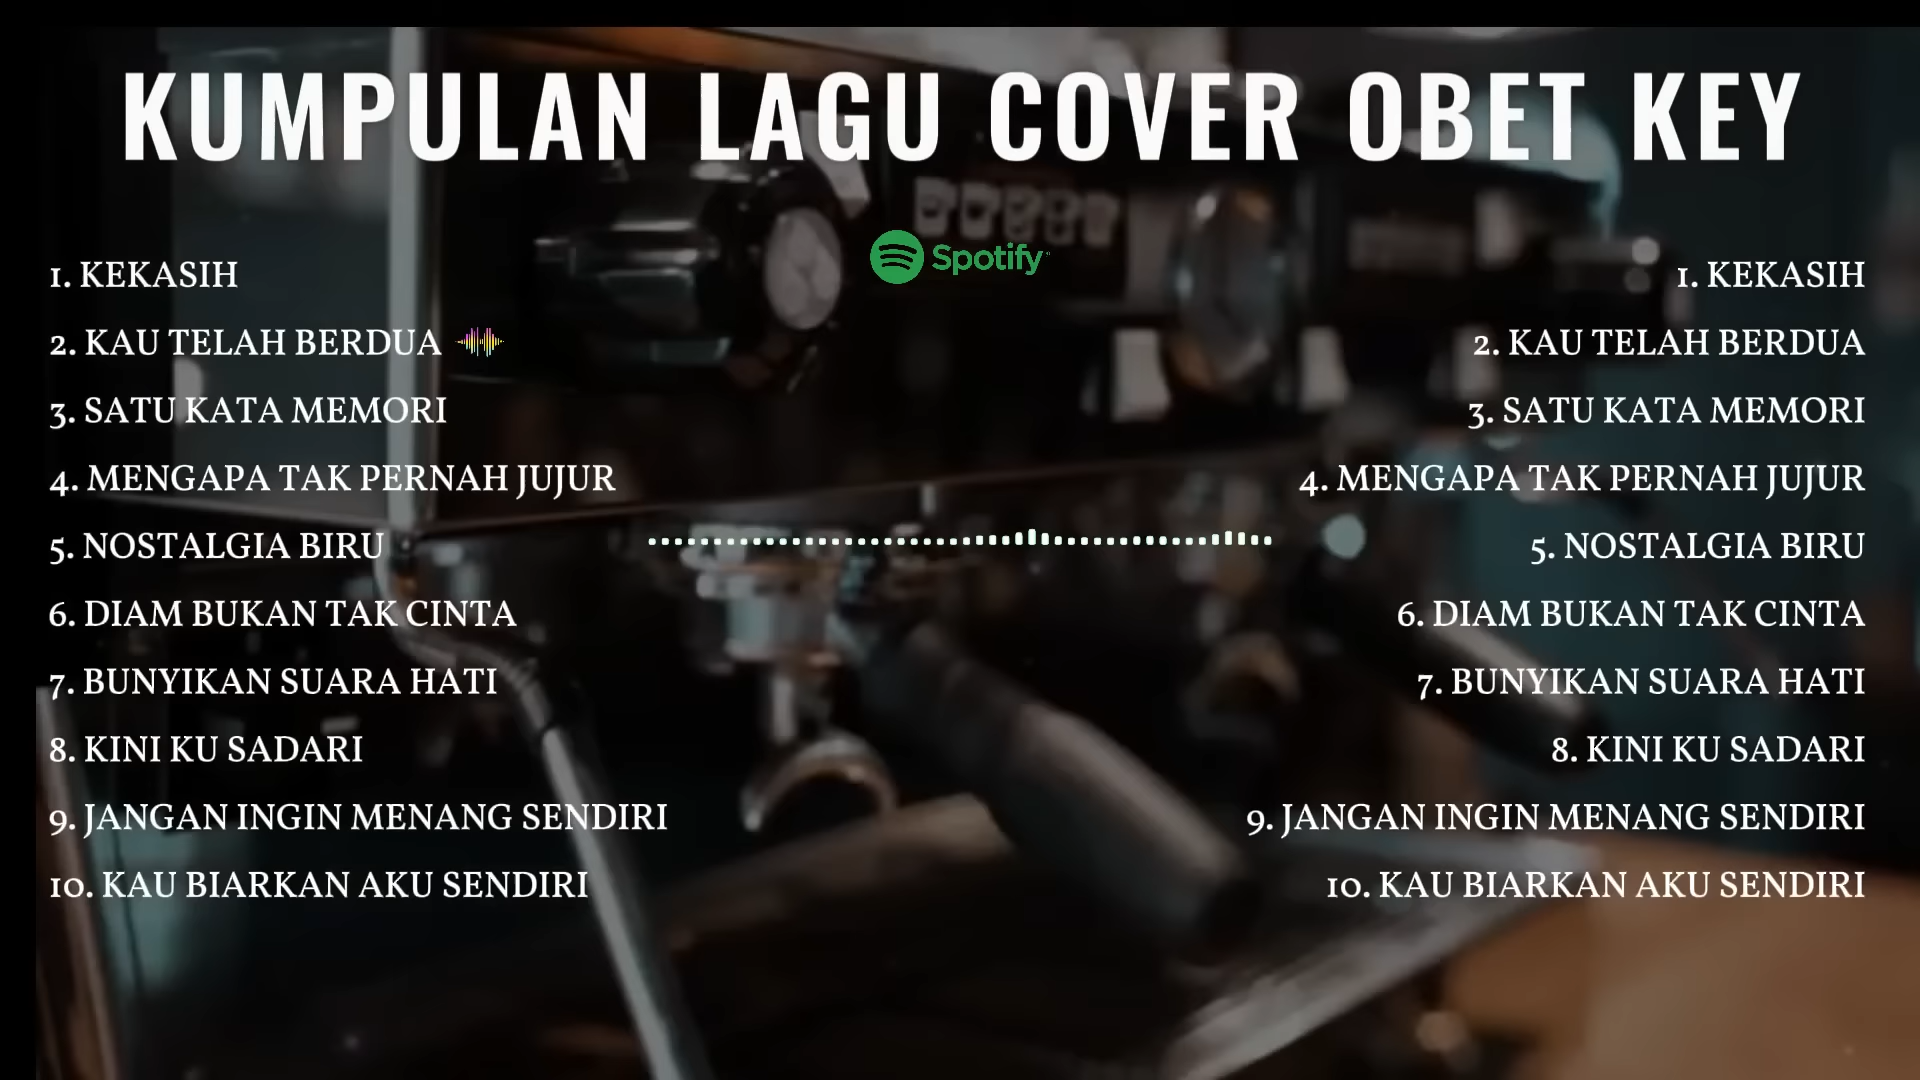 KUMPULAN LAGU COVER OBET KEY
Spotify
1. KEKASIH
2. KAU TELAH BERDUA
3. SATU KATA MEMORI
4. MENGAPA TAK PERNAH JUJUR
5. NOSTALGIA BIRU
6. DIAM BUKAN TAK CINTA
7. BUNYIKAN SUARA HATI
8. KINI KU SADARI
9. JANGAN INGIN MENANG SENDIRI
10. KAU BIARKAN AKU SENDIRI
1. KEKASIH
2. KAU TELAH BERDUA
3. SATU KATA MEMORI
4. MENGAPA TAK PERNAH JUJUR
5. NOSTALGIA BIRU
6. DIAM BUKAN TAK CINTA
7. BUNYIKAN SUARA HATI
8. KINI KU SADARI
9. JANGAN INGIN MENANG SENDIRI
10. KAU BIARKAN AKU SENDIRI